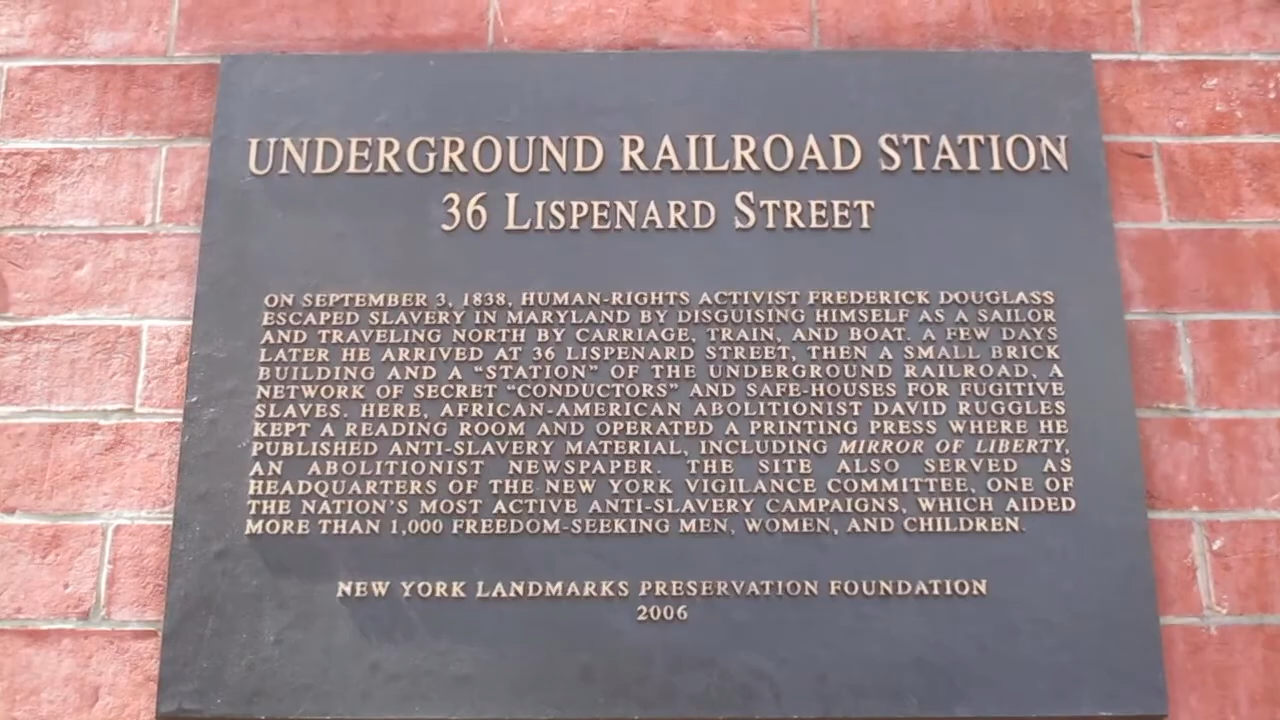 UNDERGROUND RAILROAD STATION
36 LISPENARD STREET
ON SEPTEMBER 3, 1838, HUMAN-RIGHTS ACTIVIST FREDERICK DOUGLASS
ESCAPED SLAVERY IN MARYLAND BY DISGUISING HIMSELF AS A SAILOR
AND TRAVELING NORTH BY CARRIAGE, TRAIN, AND BOAT. A FEW DAYS
LATER HE ARRIVED AT 36 LISPENARD STREET, THEN A SMALL BRICK
BUILDING AND A “STATION” OF THE UNDERGROUND RAILROAD, A
NETWORK OF SECRET “CONDUCTORS” AND SAFE-HOUSES FOR FUGITIVE
SLAVES. HERE, AFRICAN-AMERICAN ABOLITIONIST DAVID RUGGLES
KEPT A READING ROOM AND OPERATED A PRINTING PRESS WHERE HE
PUBLISHED ANTI-SLAVERY MATERIAL, INCLUDING MIRROR OF LIBERTY,
AN ABOLITIONIST NEWSPAPER. THE SITE ALSO SERVED AS
HEADQUARTERS OF THE NEW YORK VIGILANCE COMMITTEE, ONE OF
THE NATION’S MOST ACTIVE ANTI-SLAVERY CAMPAIGNS, WHICH AIDED
MORE THAN 1,000 FREEDOM-SEEKING MEN, WOMEN, AND CHILDREN.
NEW YORK LANDMARKS PRESERVATION FOUNDATION
2006